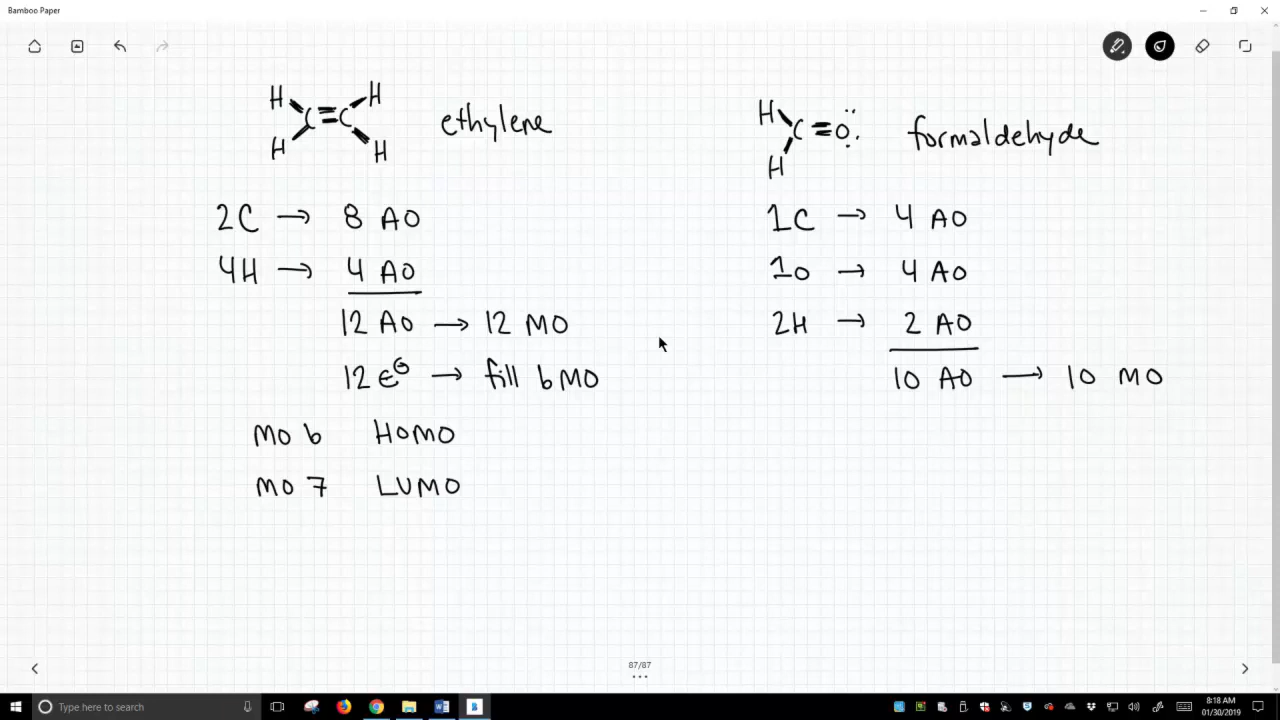 Bamboo Paper
H H
C=C
H H
ethylene
H
C=O
H
formaldehyde
2C → 8 AO
4H → 4 AO
12 AO → 12 MO
12 e⊖ → fill 6 MO
MO 6 HOMO
MO 7 LUMO
1C → 4 AO
1O → 4 AO
2H → 2 AO
10 AO → 10 MO
87/87
Type here to search
8:18 AM
01/30/2019